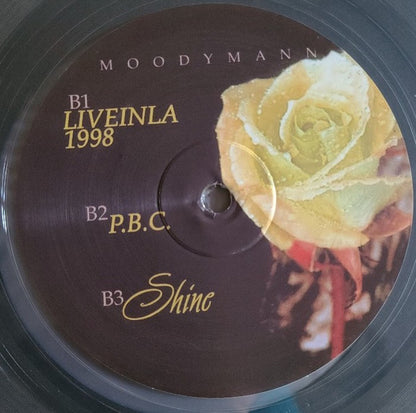 MOODYMANN
B1 LIVEINLA
1998
B2 P.B.C.
B3 Shine